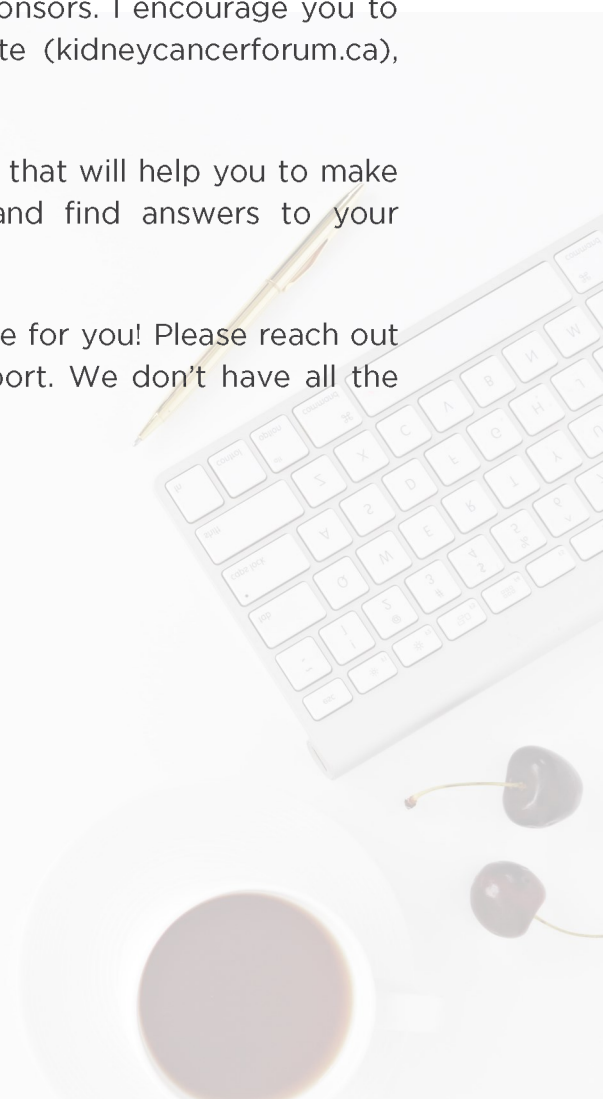 onsors. I encourage you to
te (kidneycancerforum.ca),
that will help you to make
and find answers to your
e for you! Please reach out
port. We don't have all the